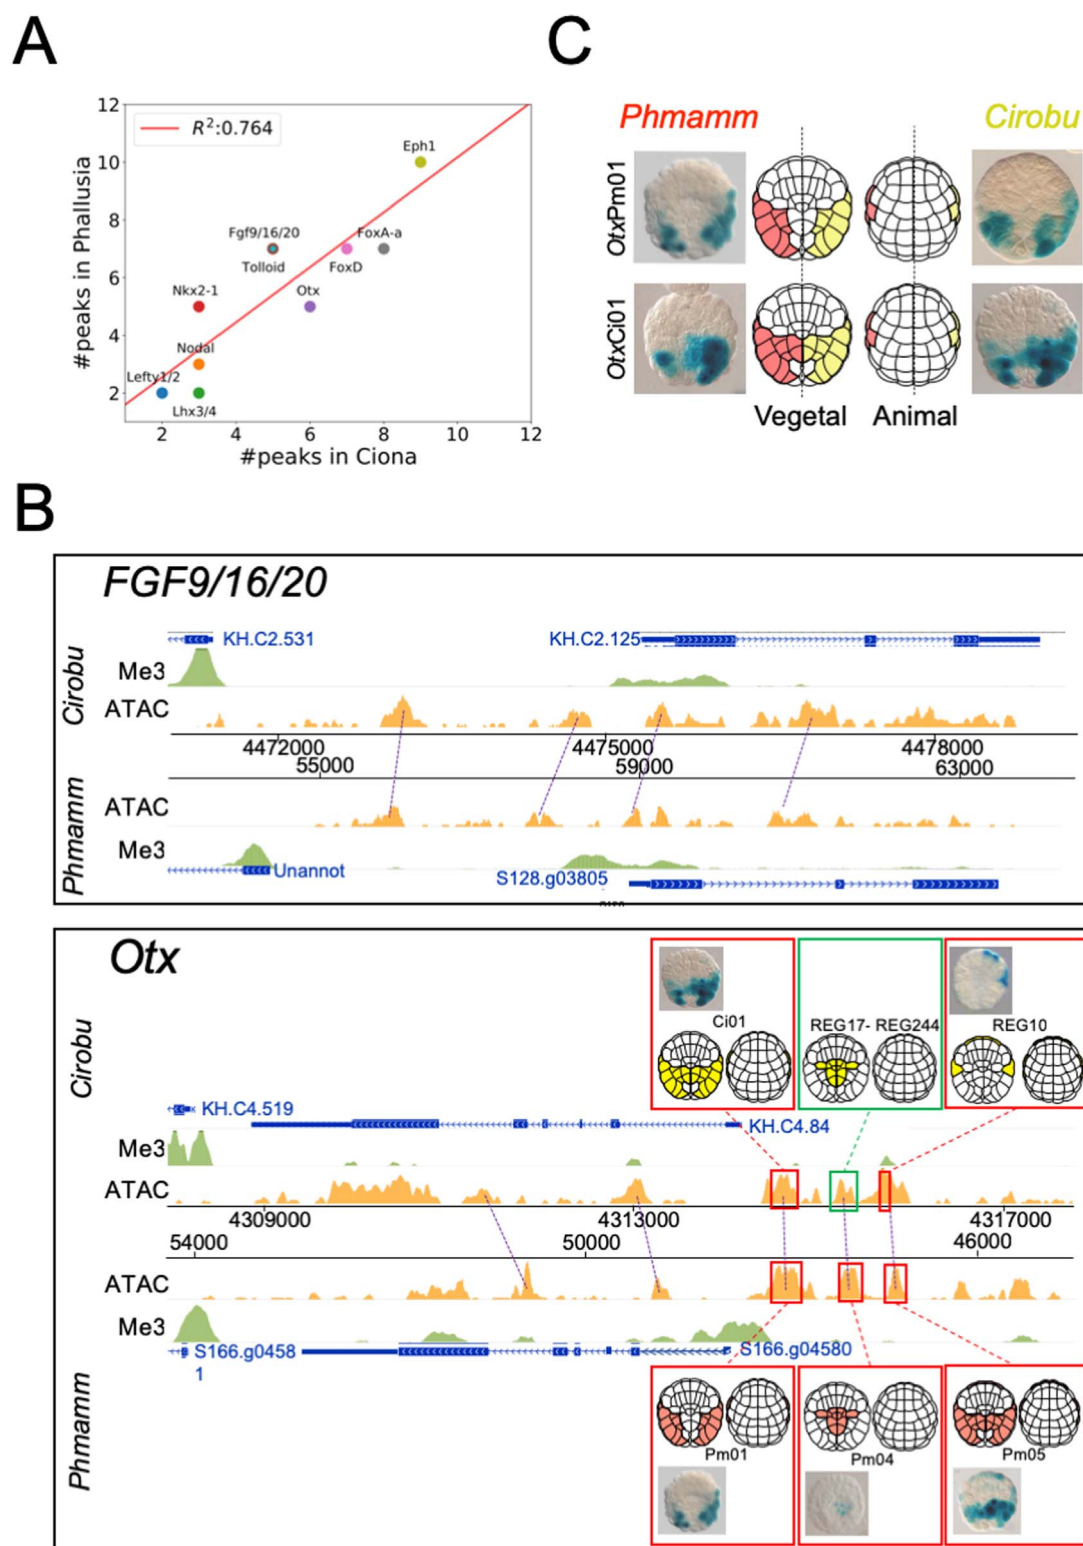 A
C
12
10
8
6
4
2
R²:0.764
Eph1
Fgf9/16/20
FoxA-a
Tolloid
FoxD
Nkx2-1
Otx
Nodal
Lefty1/2
Lhx3/4
2
4
6
8
10
12
#peaks in Phallusia
#peaks in Ciona
Phmamm
Cirobu
OtxPm01
OtxCi01
Vegetal
Animal
B
FGF9/16/20
Cirobu
KH.C2.531
KH.C2.125
Me3
ATAC
4472000
4475000
4478000
55000
59000
63000
Phmamm
ATAC
Me3
Unannot
S128.g03805
Otx
Cirobu
Ci01
REG17- REG244
REG10
KH.C4.519
KH.C4.84
Me3
ATAC
4309000
4313000
4317000
54000
50000
46000
Phmamm
ATAC
Me3
S166.g0458
1
S166.g04580
Pm01
Pm04
Pm05